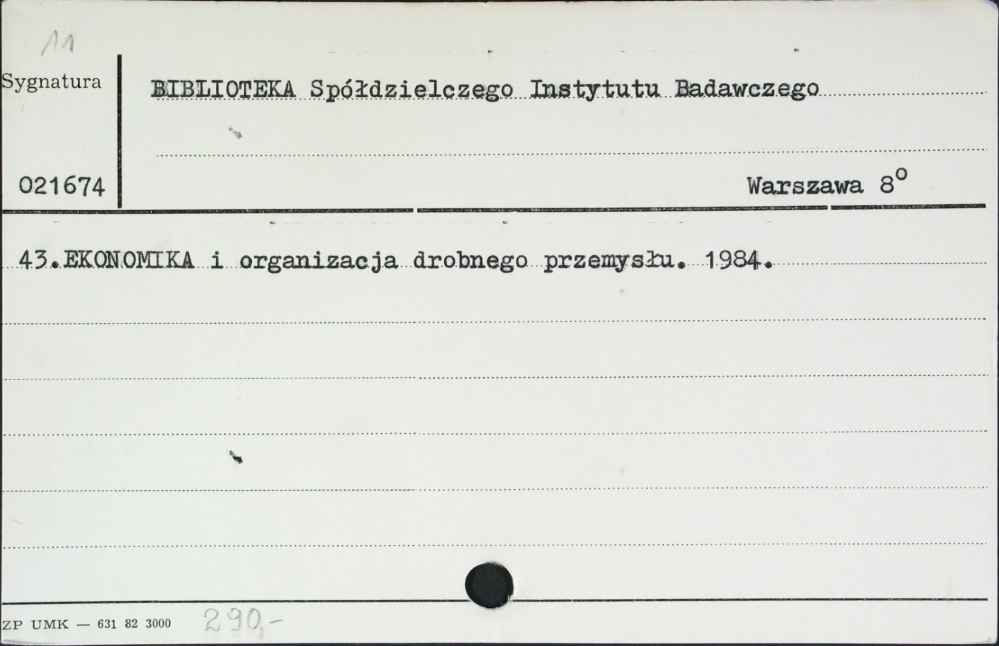 11
Sygnatura
BIBLIOTEKA Spółdzielczego Instytutu Badawczego
021674
Warszawa 8º
43.EKONOMIKA i organizacja drobnego przemysłu. 1984.
ZP UMK — 631 82 3000
290,-